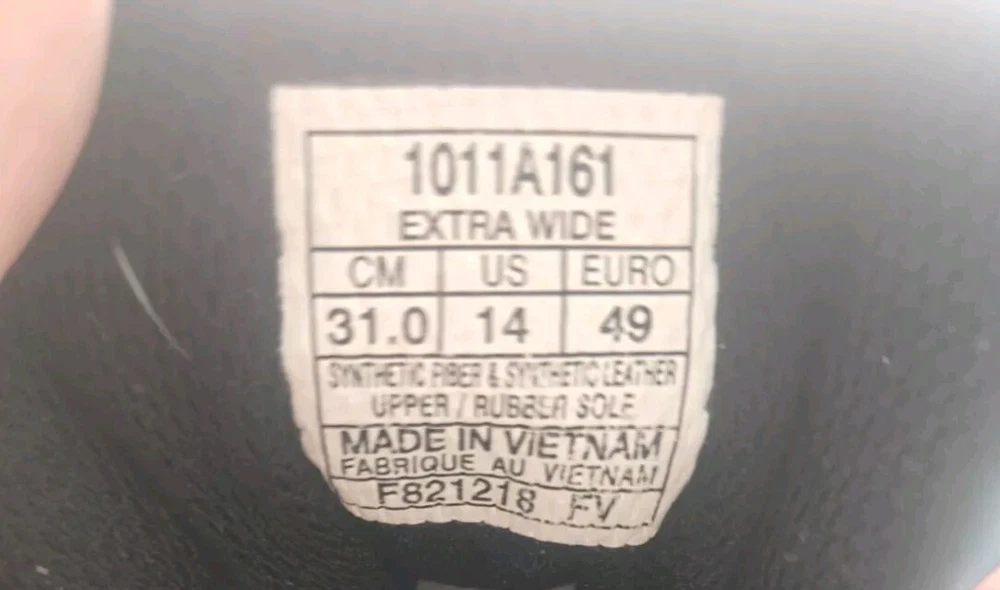 1011A161
EXTRA WIDE
CM US EURO
31.0 14 49
SYNTHETIC FIBER & SYNTHETIC LEATHER
UPPER / RUBBER SOLE
MADE IN VIETNAM
FABRIQUE AU VIETNAM
F821218 FV